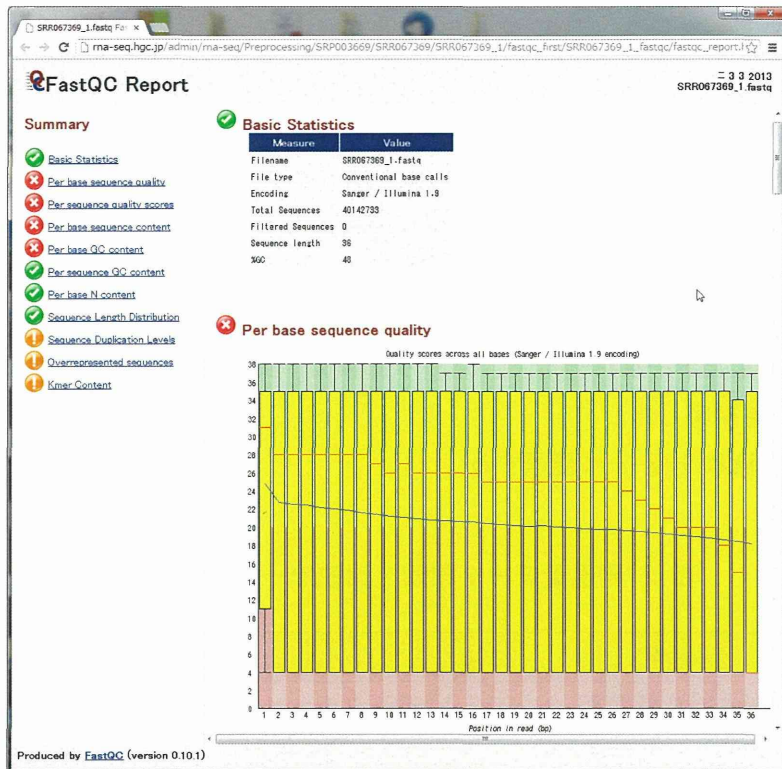 SRR067369_1.fastq Fas
rna-seq.hgc.jp/admin/rna-seq/Preprocessing/SRP003669/SRR067369/SRR067369_1/fastqc_first/SRR067369_1_fastqc/fastqc_report.h
FastQC Report
二 3 3 2013
SRR067369_1.fastq
Summary
Basic Statistics
Per base sequence quality
Per sequence quality scores
Per base sequence content
Per base GC content
Per sequence GC content
Per base N content
Sequence Length Distribution
Sequence Duplication Levels
Overrepresented sequences
Kmer Content
Basic Statistics
Measure Value
Filename SRR067369_1.fastq
File type Conventional base calls
Encoding Sanger / Illumina 1.9
Total Sequences 40142733
Filtered Sequences 0
Sequence length 36
%GC 48
Per base sequence quality
Quality scores across all bases (Sanger / Illumina 1.9 encoding)
38
36
34
32
30
28
26
24
22
20
18
16
14
12
10
8
6
4
2
0
1 2 3 4 5 6 7 8 9 10 11 12 13 14 15 16 17 18 19 20 21 22 23 24 25 26 27 28 29 30 31 32 33 34 35 36
Position in read (bp)
Produced by FastQC (version 0.10.1)